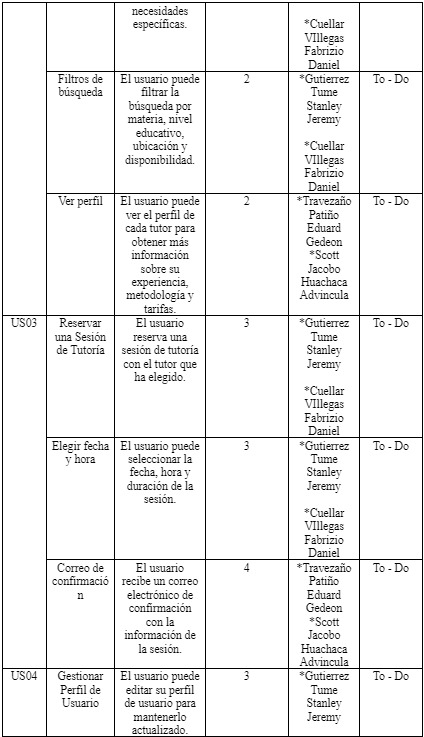 necesidades
específicas.
*Cuellar
VIllegas
Fabrizio
Daniel
Filtros de
búsqueda
El usuario puede
filtrar la
búsqueda por
materia, nivel
educativo,
ubicación y
disponibilidad.
2
*Gutierrez
Tume
Stanley
Jeremy
*Cuellar
VIllegas
Fabrizio
Daniel
To - Do
Ver perfil
El usuario puede
ver el perfil de
cada tutor para
obtener más
información
sobre su
experiencia,
metodología y
tarifas.
2
*Travezaño
Patiño
Eduard
Gedeon
*Scott
Jacobo
Huachaca
Advincula
To - Do
US03
Reservar
una Sesión
de Tutoría
El usuario
reserva una
sesión de tutoría
con el tutor que
ha elegido.
3
*Gutierrez
Tume
Stanley
Jeremy
*Cuellar
VIllegas
Fabrizio
Daniel
To - Do
Elegir fecha
y hora
El usuario puede
seleccionar la
fecha, hora y
duración de la
sesión.
3
*Gutierrez
Tume
Stanley
Jeremy
*Cuellar
VIllegas
Fabrizio
Daniel
To - Do
Correo de
confirmació
n
El usuario
recibe un correo
electrónico de
confirmación
con la
información de
la sesión.
4
*Travezaño
Patiño
Eduard
Gedeon
*Scott
Jacobo
Huachaca
Advincula
To - Do
US04
Gestionar
Perfil de
Usuario
El usuario puede
editar su perfil
de usuario para
mantenerlo
actualizado.
3
*Gutierrez
Tume
Stanley
Jeremy
To - Do